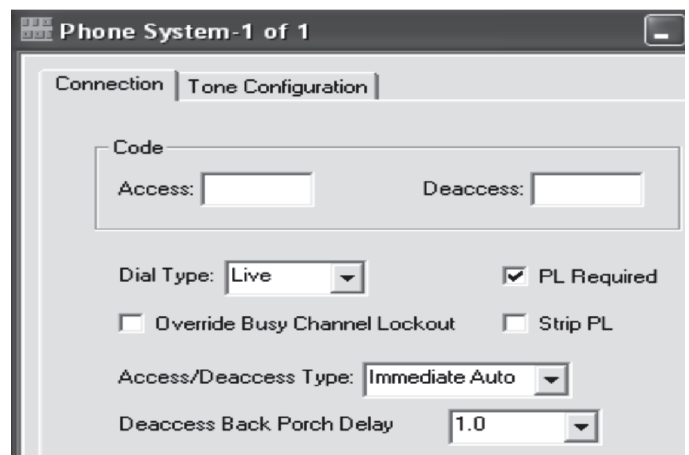 Phone System-1 of 1
Connection Tone Configuration
Code
Access: Deaccess:
Dial Type: Live PL Required
Override Busy Channel Lockout Strip PL
Access/Deaccess Type: Immediate Auto
Deaccess Back Porch Delay 1.0